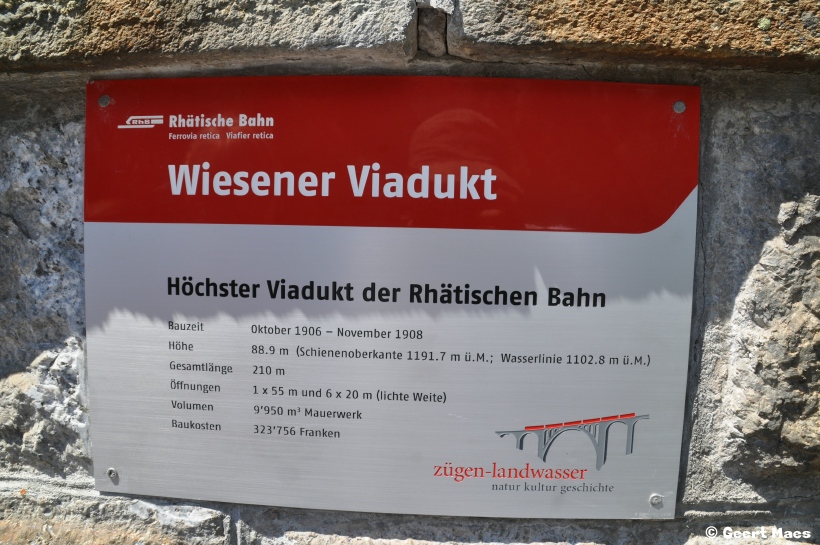 RhB Rhätische Bahn
Ferrovia retica Viafier retica
Wiesener Viadukt
Höchster Viadukt der Rhätischen Bahn
Bauzeit Oktober 1906 – November 1908
Höhe 88.9 m (Schienenoberkante 1191.7 m ü.M.; Wasserlinie 1102.8 m ü.M.)
Gesamtlänge 210 m
Öffnungen 1 x 55 m und 6 x 20 m (lichte Weite)
Volumen 9'950 m³ Mauerwerk
Baukosten 323'756 Franken
zügen-landwasser
natur kultur geschichte
© Geert Maes